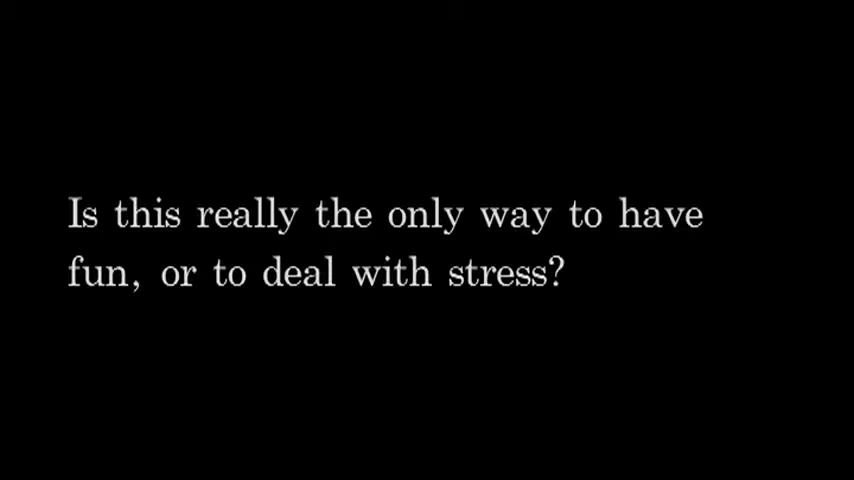 Is this really the only way to have
fun, or to deal with stress?